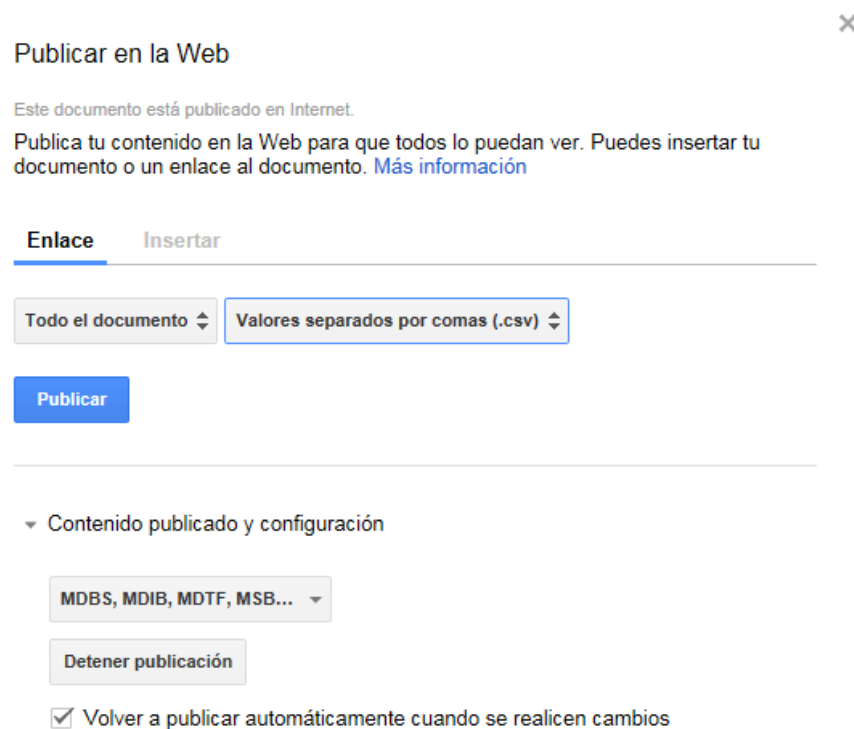 Publicar en la Web
Este documento está publicado en Internet.
Publica tu contenido en la Web para que todos lo puedan ver. Puedes insertar tu
documento o un enlace al documento. Más información
Enlace Insertar
Todo el documento Valores separados por comas (.csv)
Publicar
Contenido publicado y configuración
MDBS, MDIB, MDTF, MSB...
Detener publicación
Volver a publicar automáticamente cuando se realicen cambios